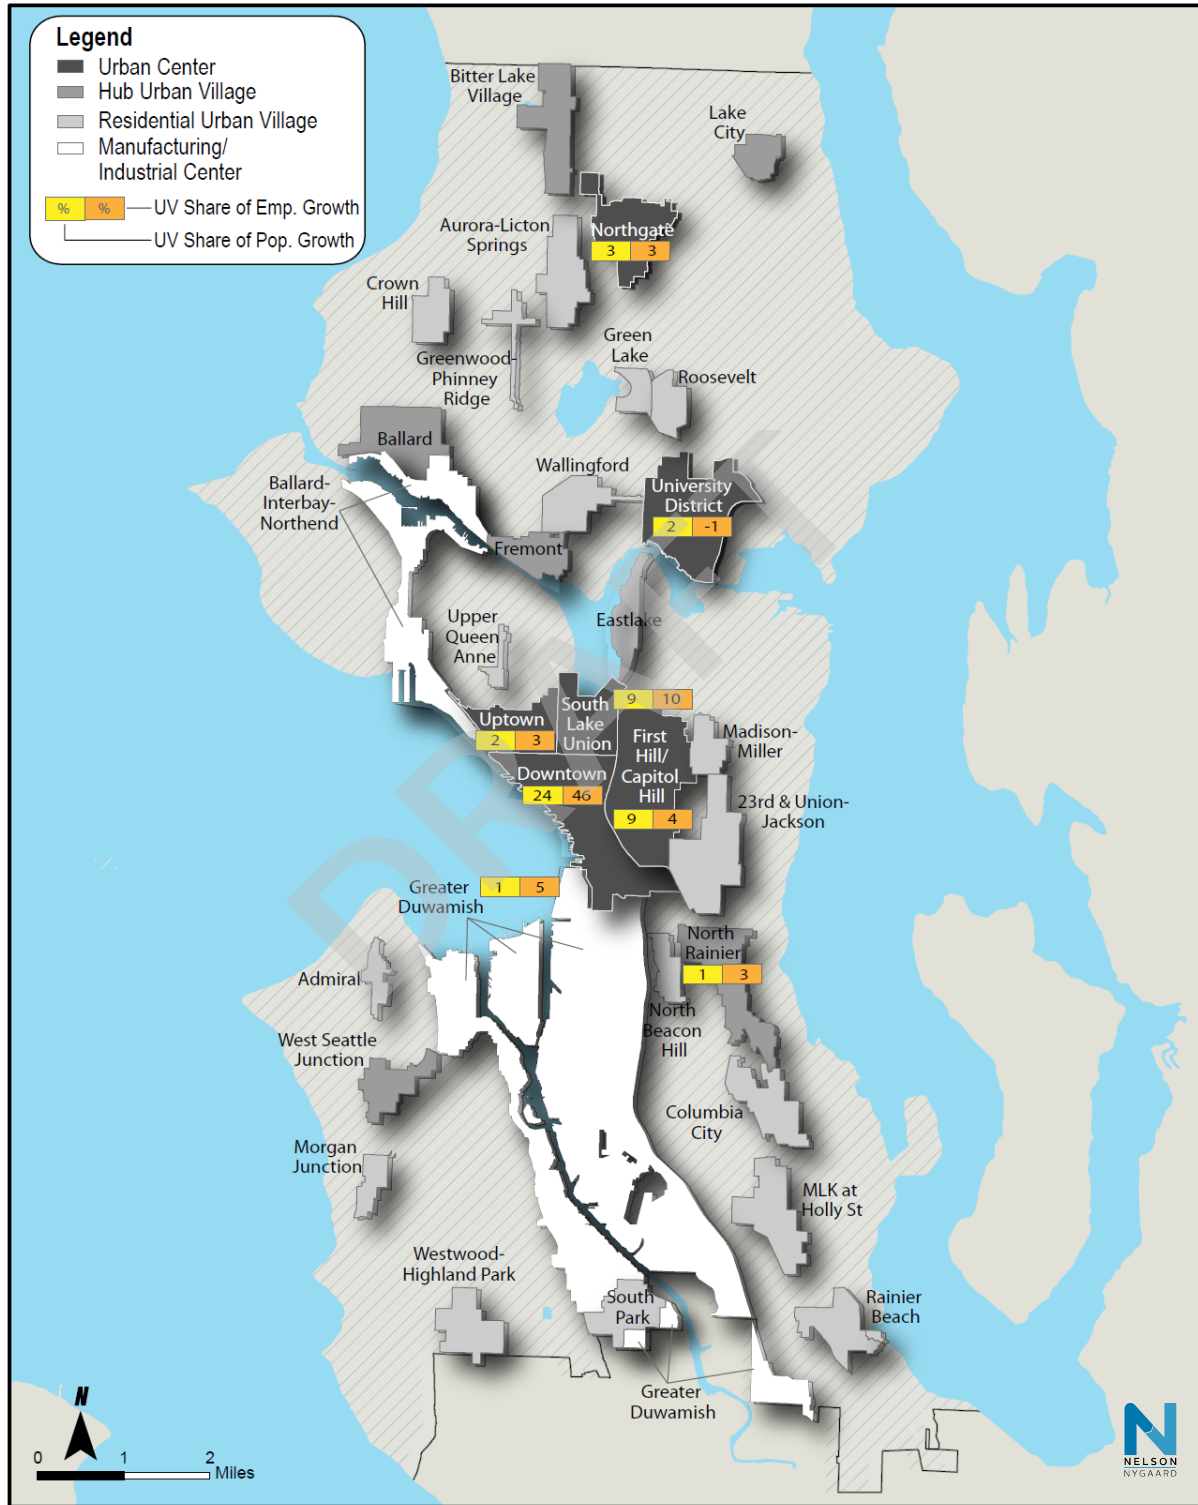 Legend
Urban Center
Hub Urban Village
Residential Urban Village
Manufacturing/
Industrial Center
% % UV Share of Emp. Growth
UV Share of Pop. Growth
Bitter Lake
Village
Lake
City
Northgate
3 3
Aurora-Licton
Springs
Crown
Hill
Greenwood-
Phinney
Ridge
Green
Lake
Roosevelt
Ballard
Ballard-
Interbay-
Northend
Wallingford
University
District
2 -1
Fremont
Upper
Queen
Anne
Eastlake
9 10
Uptown
2 3
South
Lake
Union
First
Hill/
Capitol
Hill
9 4
Madison-
Miller
Downtown
24 46
23rd & Union-
Jackson
1 5
Greater
Duwamish
Admiral
North
Rainier
1 3
North
Beacon
Hill
West Seattle
Junction
Columbia
City
Morgan
Junction
MLK at
Holly St
Westwood-
Highland Park
South
Park
Rainier
Beach
Greater
Duwamish
DRAFT
N
0 1 2
Miles
N
NELSON
NYGAARD